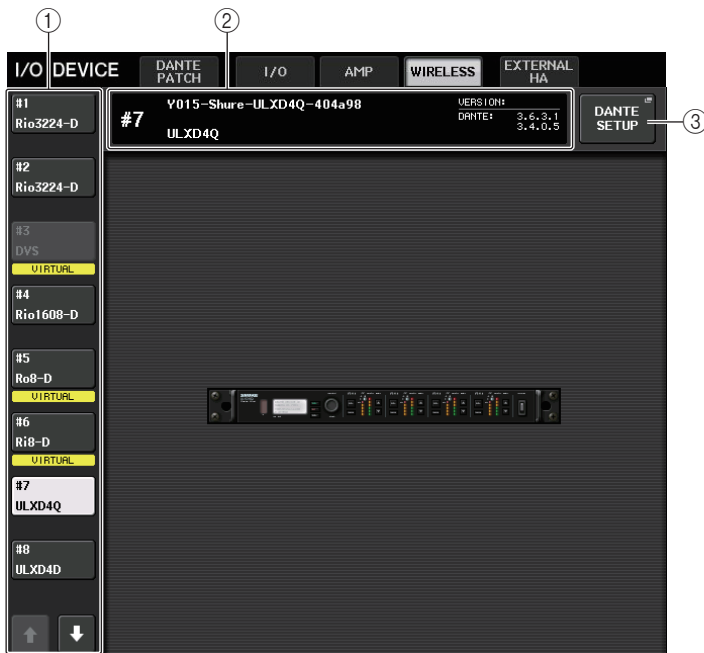 ①
②
I/O DEVICE
DANTE PATCH
I/O
AMP
WIRELESS
EXTERNAL HA
#1
Rio3224-D
#7
Y015-Shure-ULXD4Q-404a98
ULXD4Q
VERSION:
DANTE: 3.6.3.1
3.4.0.5
DANTE SETUP
③
#2
Rio3224-D
#3
DVS
VIRTUAL
#4
Rio1608-D
#5
Ro8-D
VIRTUAL
#6
Ri8-D
VIRTUAL
#7
ULXD4Q
#8
ULXD4D